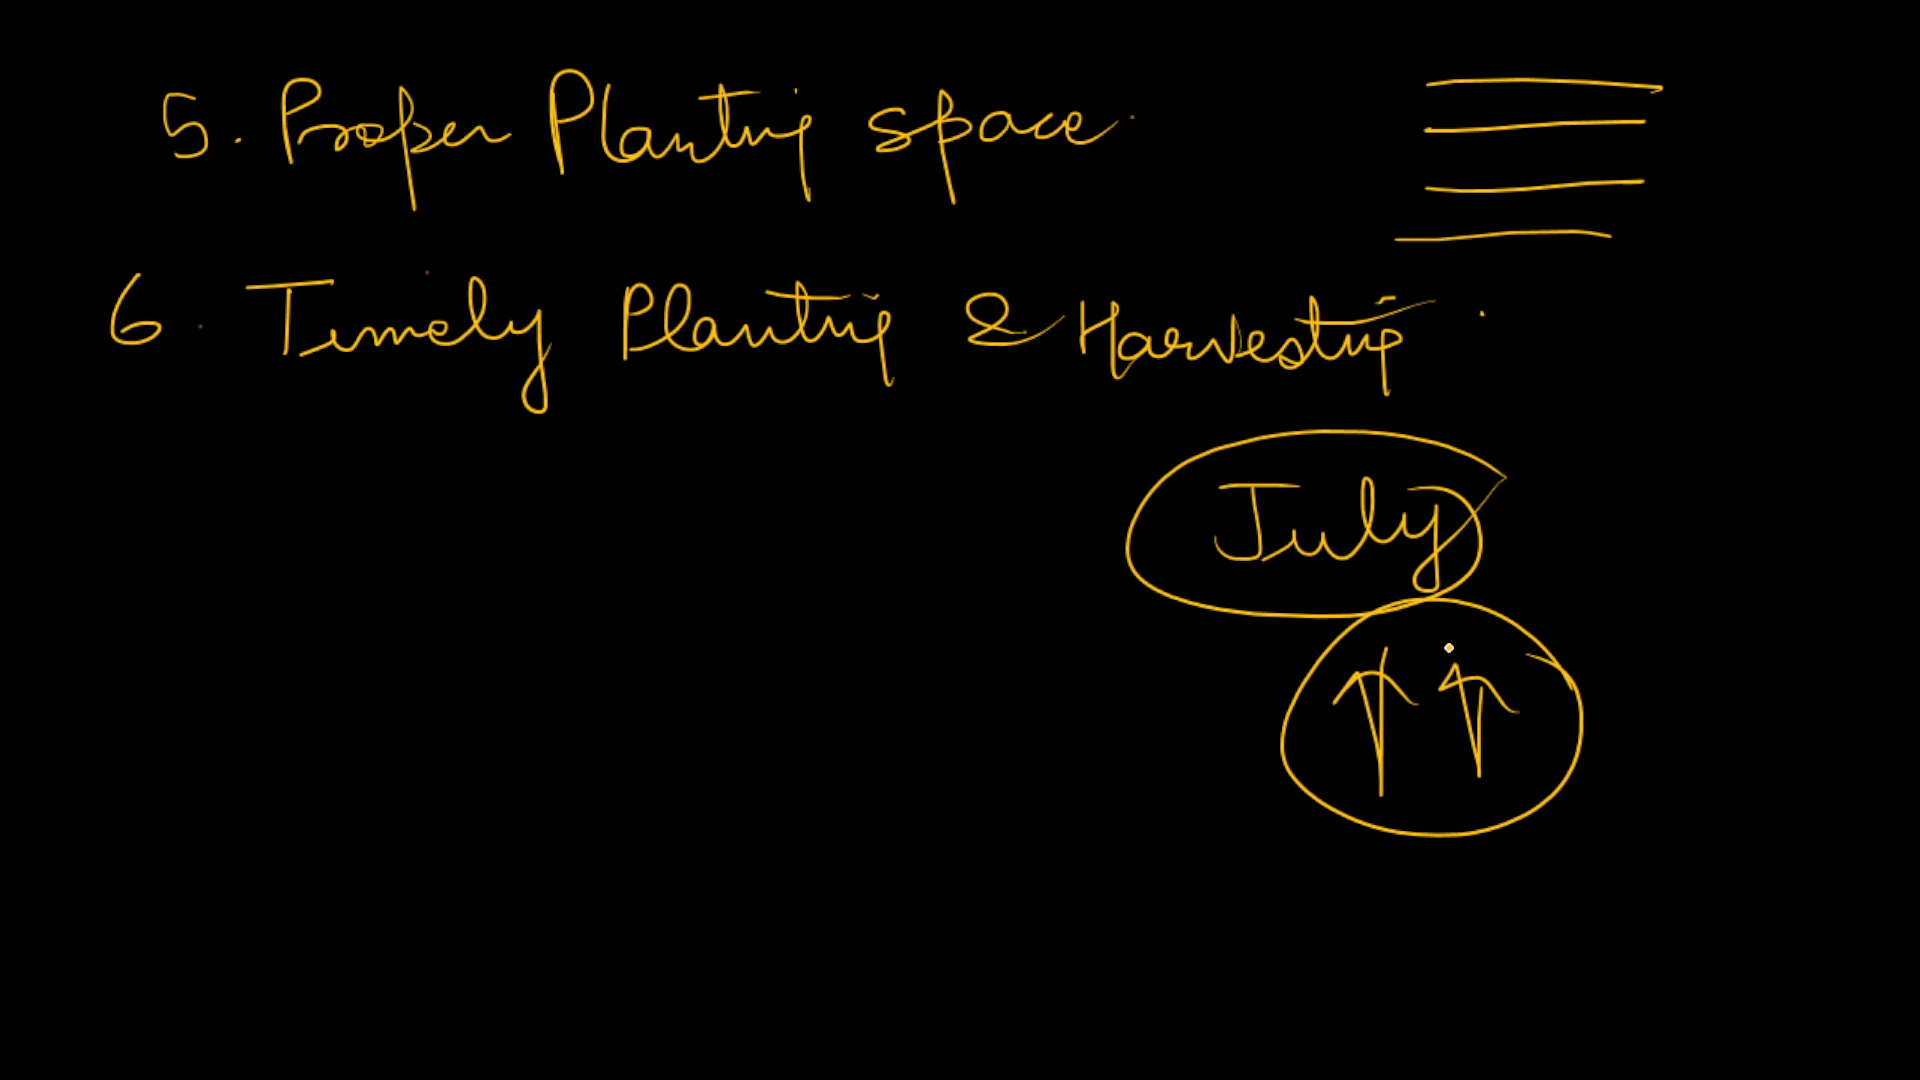 5. Proper Planting space.
6. Timely Planting & Harvesting.
July